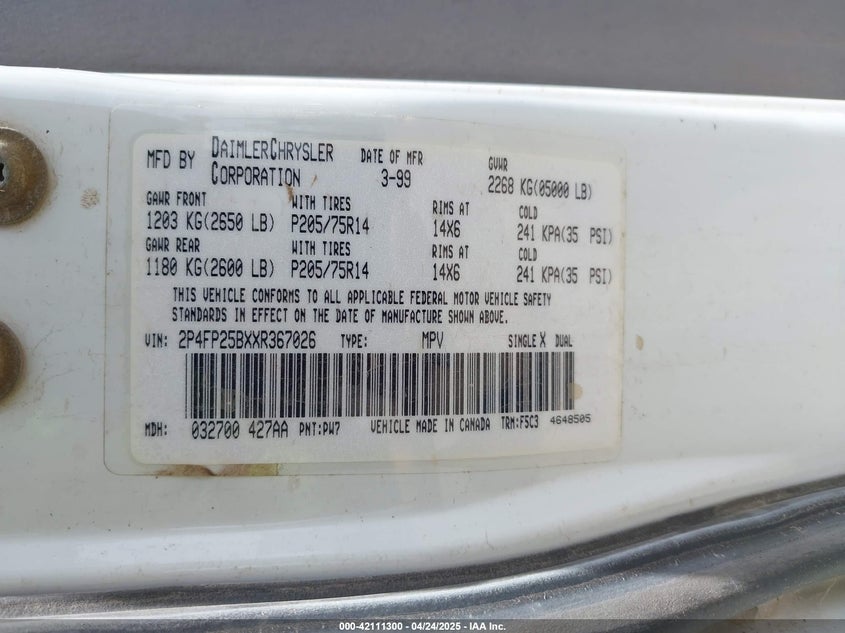 MFD BY DAIMLERCHRYSLER CORPORATION DATE OF MFR 3-99 GVWR 2268 KG(05000 LB)
GAWR FRONT WITH TIRES RIMS AT COLD
1203 KG(2650 LB) P205/75R14 14X6 241 KPA(35 PSI)
GAWR REAR WITH TIRES RIMS AT COLD
1180 KG(2600 LB) P205/75R14 14X6 241 KPA(35 PSI)
THIS VEHICLE CONFORMS TO ALL APPLICABLE FEDERAL MOTOR VEHICLE SAFETY
STANDARDS IN EFFECT ON THE DATE OF MANUFACTURE SHOWN ABOVE.
VIN: 2P4FP25BXXR367026 TYPE: MPV SINGLE X DUAL
MDH: 032700 427AA PNT:PW7 VEHICLE MADE IN CANADA TRM:FSC3 4648505
000-42111300 - 04/24/2025 - IAA Inc.